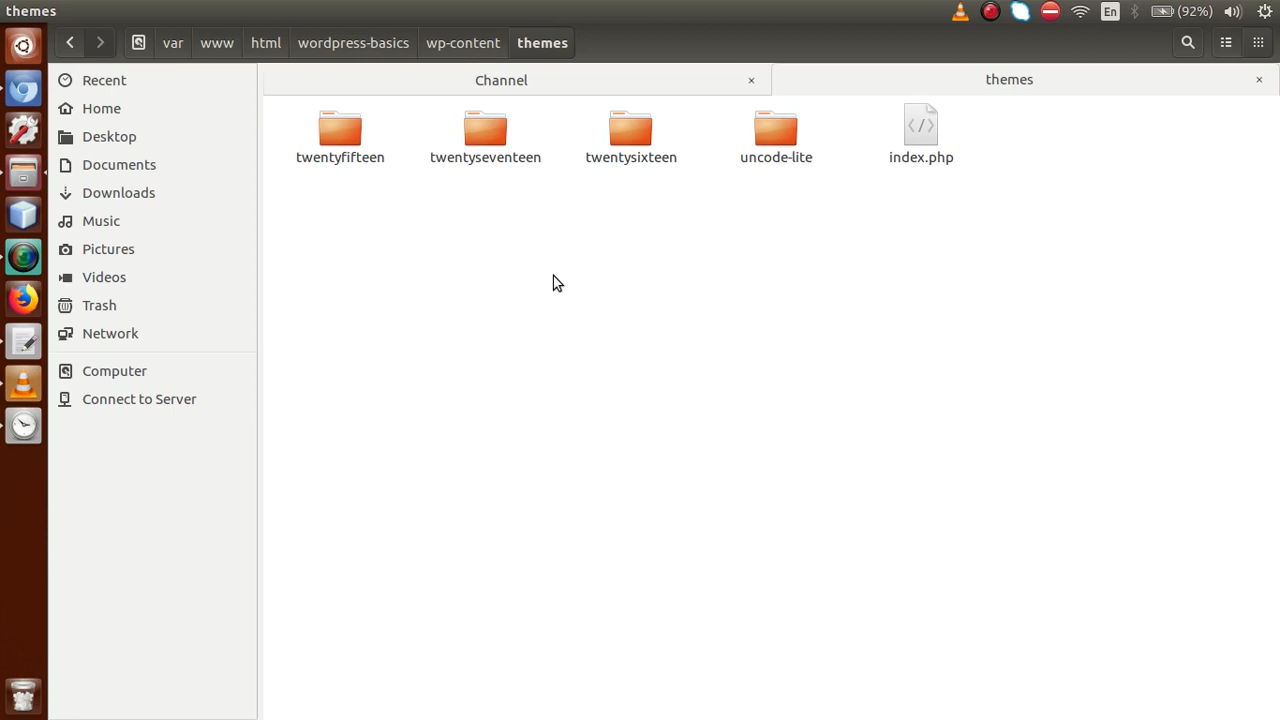 themes
En
(92%)
var www html wordpress-basics wp-content themes
Channel
themes
Recent
Home
Desktop
Documents
Downloads
Music
Pictures
Videos
Trash
Network
Computer
Connect to Server
twentyfifteen
twentyseventeen
twentysixteen
uncode-lite
</>
index.php